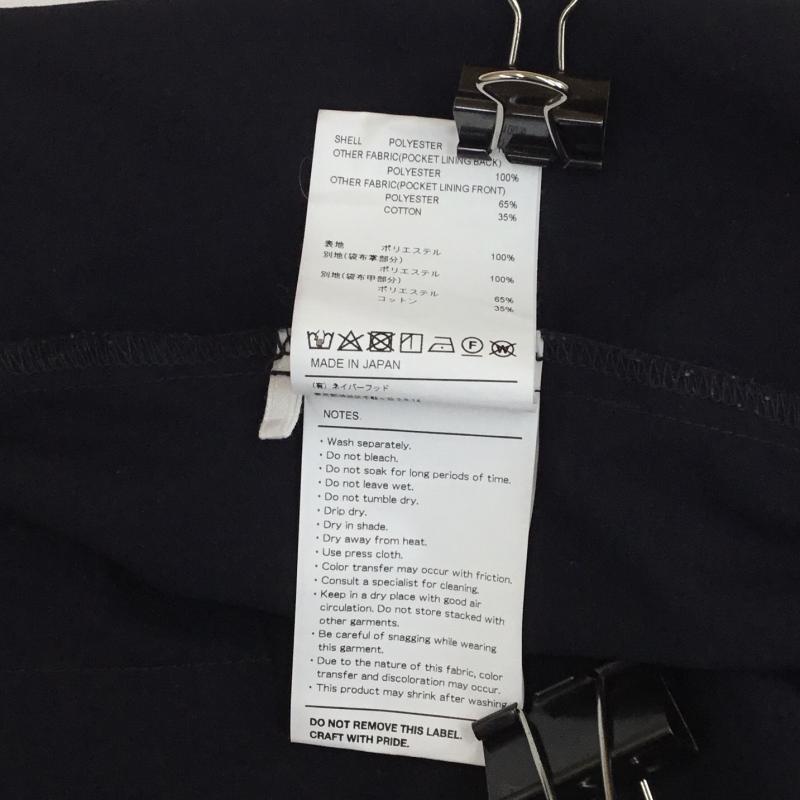 SHELL POLYESTER
OTHER FABRIC(POCKET LINING BACK)
POLYESTER 100%
OTHER FABRIC(POCKET LINING FRONT)
POLYESTER 65%
COTTON 35%
表地 ポリエステル 100%
別地(袋布裏部分)
ポリエステル 100%
別地(袋布甲部分)
ポリエステル 65%
コットン 35%
F
W
MADE IN JAPAN
(有) ネイバーフッド
NOTES.
・Wash separately.
・Do not bleach.
・Do not soak for long periods of time.
・Do not leave wet.
・Do not tumble dry.
・Drip dry.
・Dry in shade.
・Dry away from heat.
・Use press cloth.
・Color transfer may occur with friction.
・Consult a specialist for cleaning.
・Keep in a dry place with good air
circulation. Do not store stacked with
other garments.
・Be careful of snagging while wearing
this garment.
・Due to the nature of this fabric, color
transfer and discoloration may occur.
・This product may shrink after washing.
DO NOT REMOVE THIS LABEL.
CRAFT WITH PRIDE.